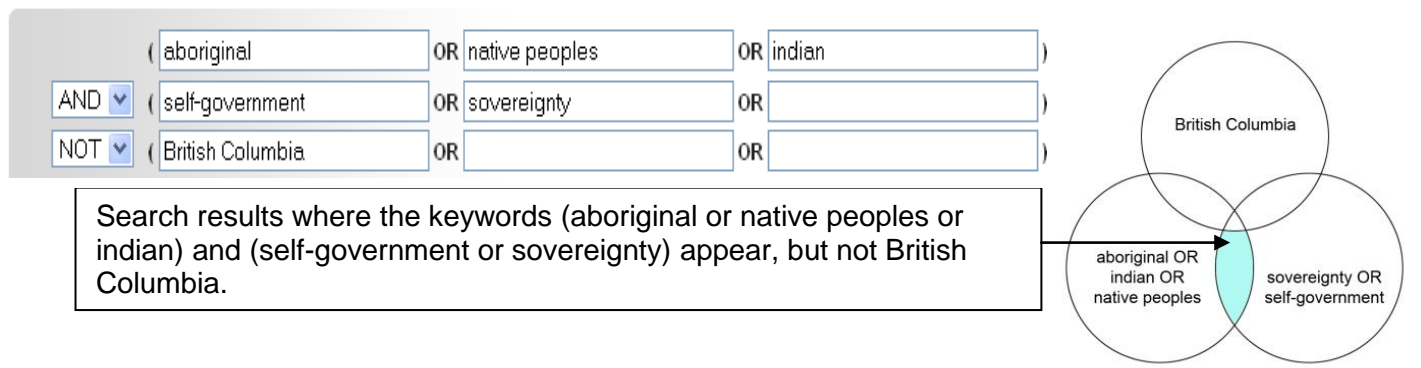 ( aboriginal OR native peoples OR indian )
AND ( self-government OR sovereignty OR )
NOT ( British Columbia OR OR )
Search results where the keywords (aboriginal or native peoples or
indian) and (self-government or sovereignty) appear, but not British
Columbia.
British Columbia
aboriginal OR
indian OR
native peoples
sovereignty OR
self-government